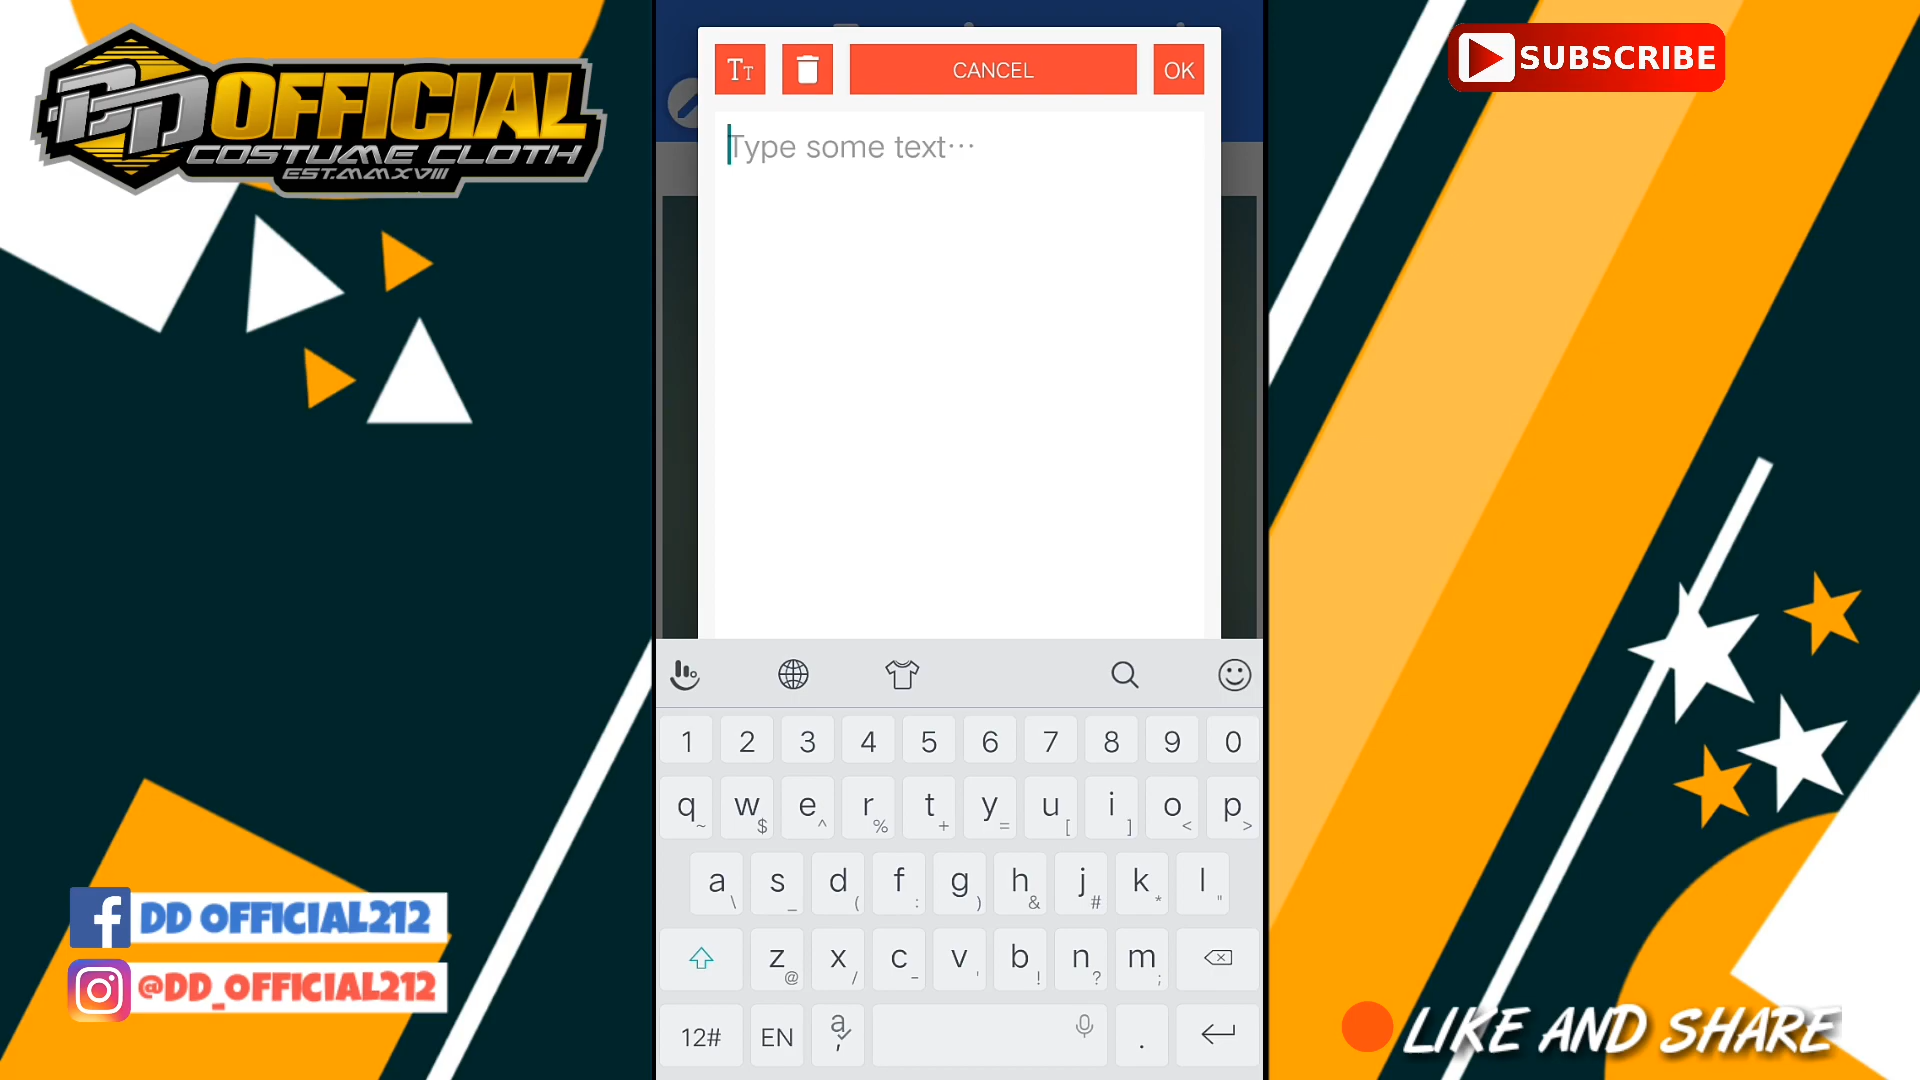 DD OFFICIAL
COSTUME CLOTH
EST.MMXVIII
SUBSCRIBE
TT
CANCEL
OK
Type some text…
1 2 3 4 5 6 7 8 9 0
q w e r t y u i o p
~ $ ^ % + = [ ] < >
a s d f g h j k l
\ _ ( : ) & # * "
z x c v b n m
@ / - ' ! ? ;
12# EN a , .
DD OFFICIAL212
@DD_OFFICIAL212
LIKE AND SHARE